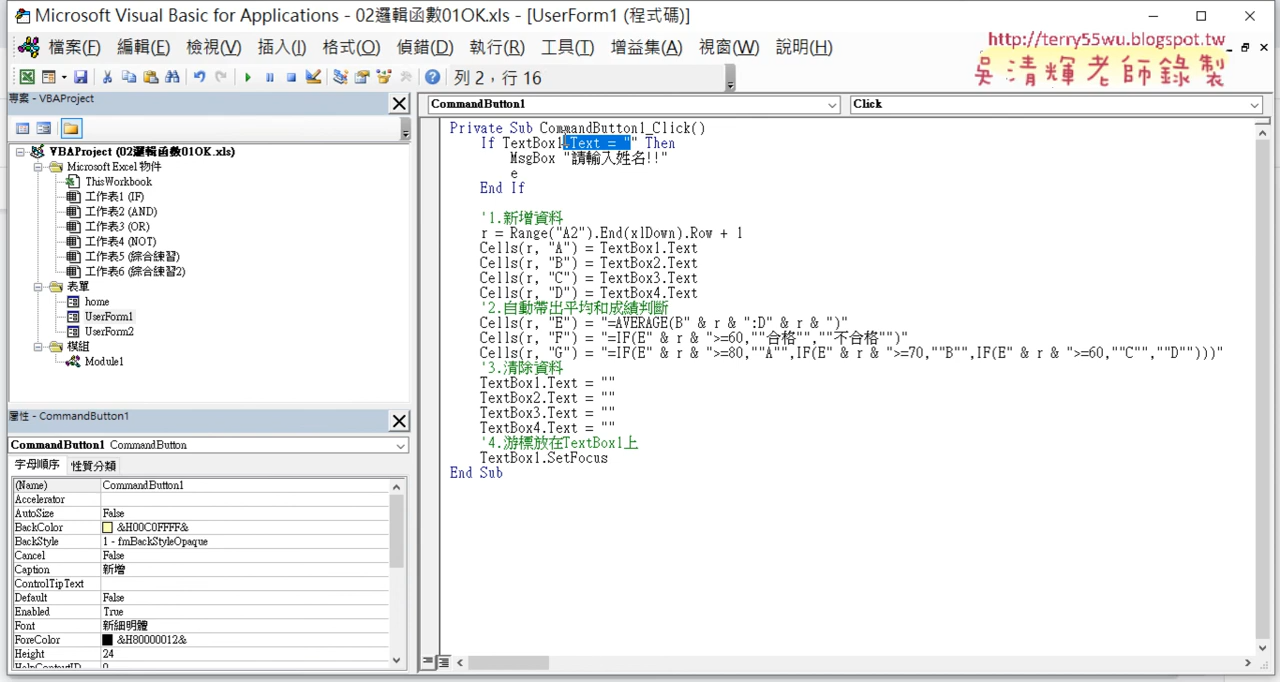 Microsoft Visual Basic for Applications - 02邏輯函數01OK.xls - [UserForm1 (程式碼)]
檔案(F) 編輯(E) 檢視(V) 插入(I) 格式(O) 偵錯(D) 執行(R) 工具(T) 增益集(A) 視窗(W) 說明(H)
http://terry55wu.blogspot.tw
吳清輝老師錄製
列 2，行 16
專案 - VBAProject
VBAProject (02邏輯函數01OK.xls)
Microsoft Excel 物件
ThisWorkbook
工作表1 (IF)
工作表2 (AND)
工作表3 (OR)
工作表4 (NOT)
工作表5 (綜合練習)
工作表6 (綜合練習2)
表單
home
UserForm1
UserForm2
模組
Module1
屬性 - CommandButton1
CommandButton1 CommandButton
字母順序 性質分類
(Name) CommandButton1
Accelerator
AutoSize False
BackColor &H00C0FFFF&
BackStyle 1 - fmBackStyleOpaque
Cancel False
Caption 新增
ControlTipText
Default False
Enabled True
Font 新細明體
ForeColor &H80000012&
Height 24
HelpContextID 0
CommandButton1 Click
Private Sub CommandButton1_Click()
If TextBox1.Text = "" Then
MsgBox "請輸入姓名!!"
e
End If
'1.新增資料
r = Range("A2").End(xlDown).Row + 1
Cells(r, "A") = TextBox1.Text
Cells(r, "B") = TextBox2.Text
Cells(r, "C") = TextBox3.Text
Cells(r, "D") = TextBox4.Text
'2.自動帶出平均和成績判斷
Cells(r, "E") = "=AVERAGE(B" & r & ":D" & r & ")"
Cells(r, "F") = "=IF(E" & r & ">=60,""合格"",""不合格"")"
Cells(r, "G") = "=IF(E" & r & ">=80,""A"",IF(E" & r & ">=70,""B"",IF(E" & r & ">=60,""C"",""D"")))"
'3.清除資料
TextBox1.Text = ""
TextBox2.Text = ""
TextBox3.Text = ""
TextBox4.Text = ""
'4.游標放在TextBox1上
TextBox1.SetFocus
End Sub